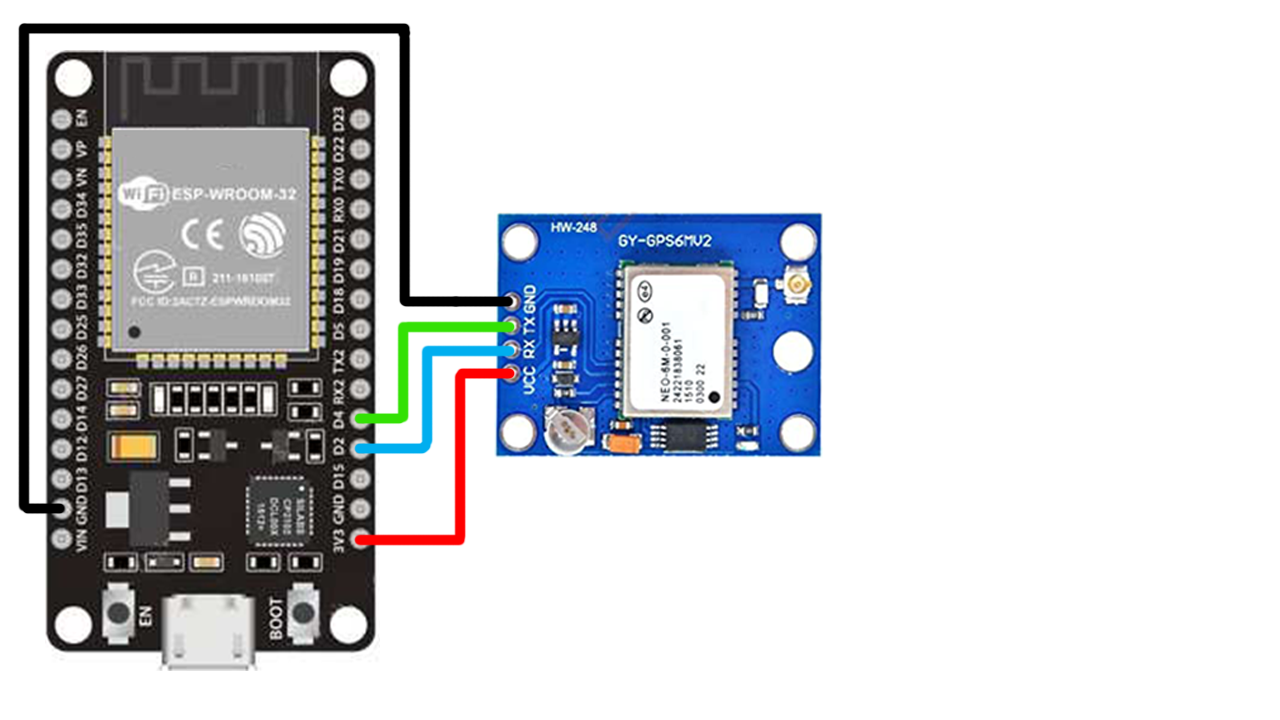 EN
VP
VN
D34
D35
D32
D33
D25
D26
D27
D14
D12
D13
GND
VIN
D23
D22
TX0
RX0
D21
D19
D18
D5
TX2
RX2
D4
D2
D15
GND
3V3
WiFi ESP-WROOM-32
CE
R 211-161007
FCC ID:2AC7Z-ESPWROOM32
SILABS
CP2102
EN
BOOT
HW-248
GY-GPS6MV2
GND
TX
RX
VCC
NEO-6M-0-001
24221838061
1510
0300 22